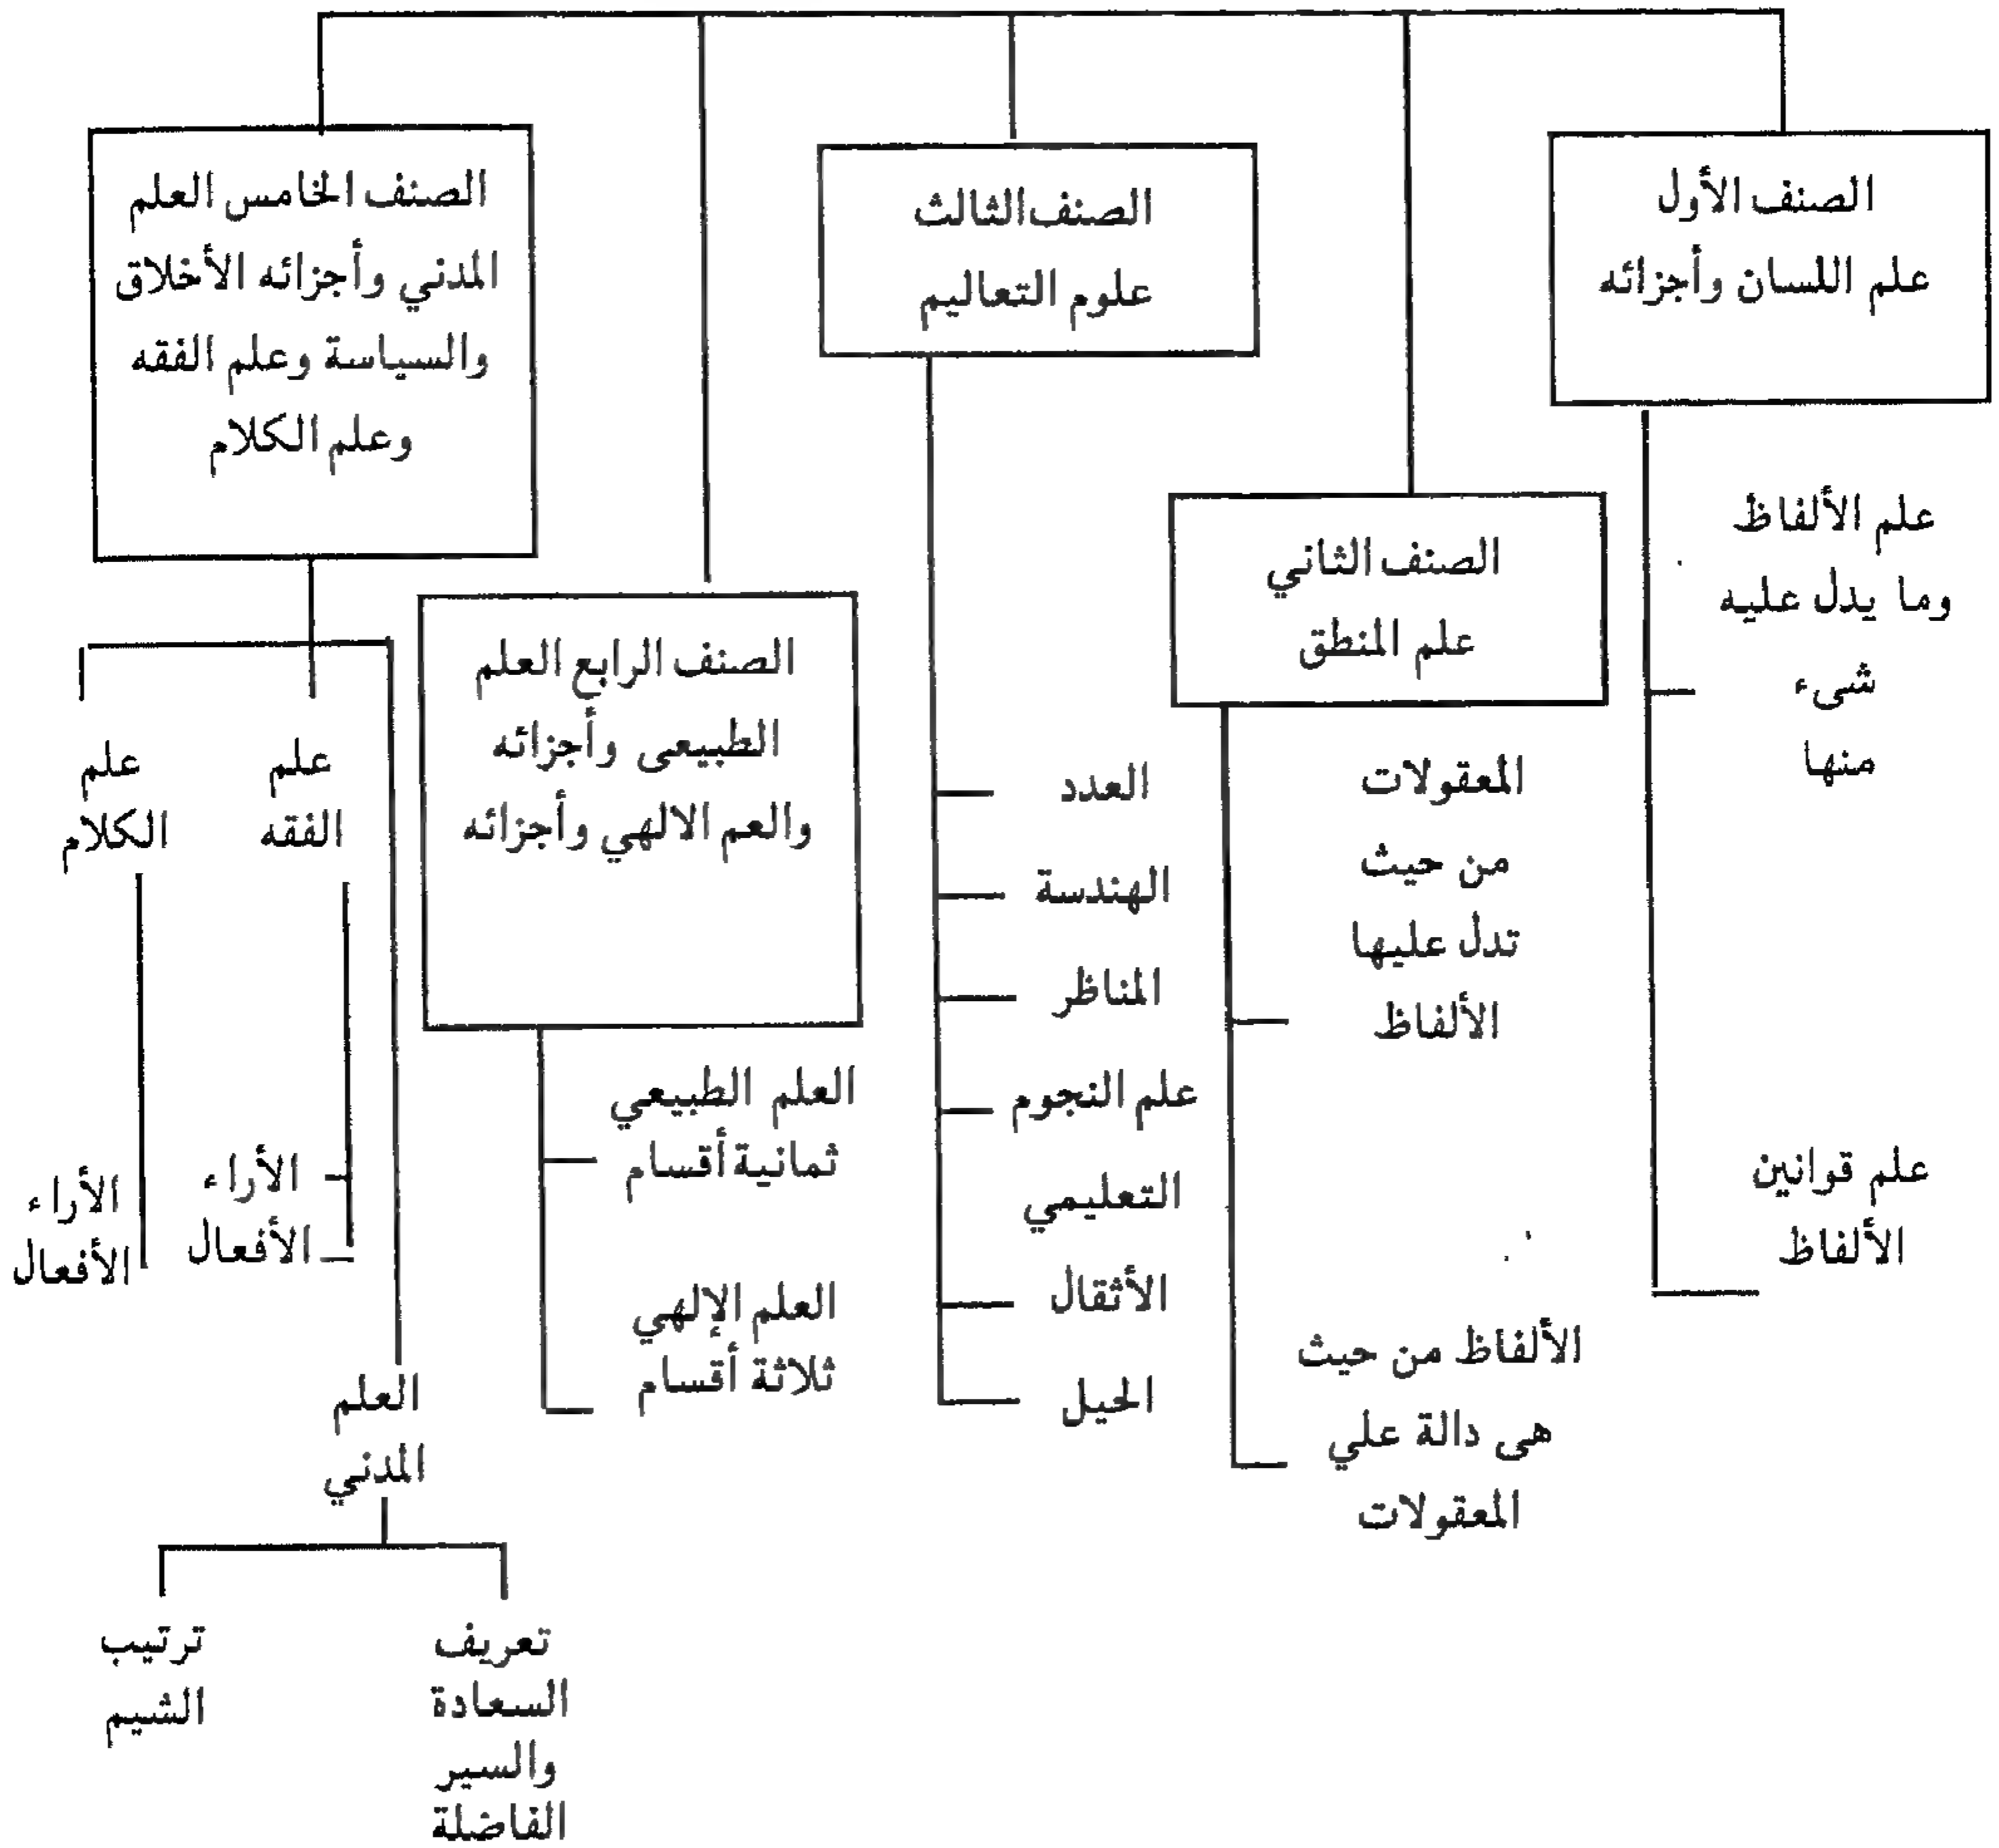 الصنف الأول
علم اللسان وأجزائه
علم الألفاظ
وما يدل عليه
شىء
منها
علم قوانين
الألفاظ
الصنف الثاني
علم المنطق
المعقولات
من حيث
تدل عليها
الألفاظ
الألفاظ من حيث
هى دالة علي
المعقولات
الصنف الثالث
علوم التعاليم
العدد
الهندسة
المناظر
علم النجوم
التعليمي
الأثقال
الحيل
الصنف الرابع العلم
الطبيعى وأجزائه
والعم الالهي وأجزائه
العلم الطبيعي
ثمانية أقسام
العلم الإلهي
ثلاثة أقسام
الصنف الخامس العلم
المدني وأجزائه الأخلاق
والسياسة وعلم الفقه
وعلم الكلام
العلم
المدني
تعريف
السعادة
والسير
الفاضلة
ترتيب
الشيم
علم
الفقه
الأراء
الأفعال
علم
الكلام
الأراء
الأفعال